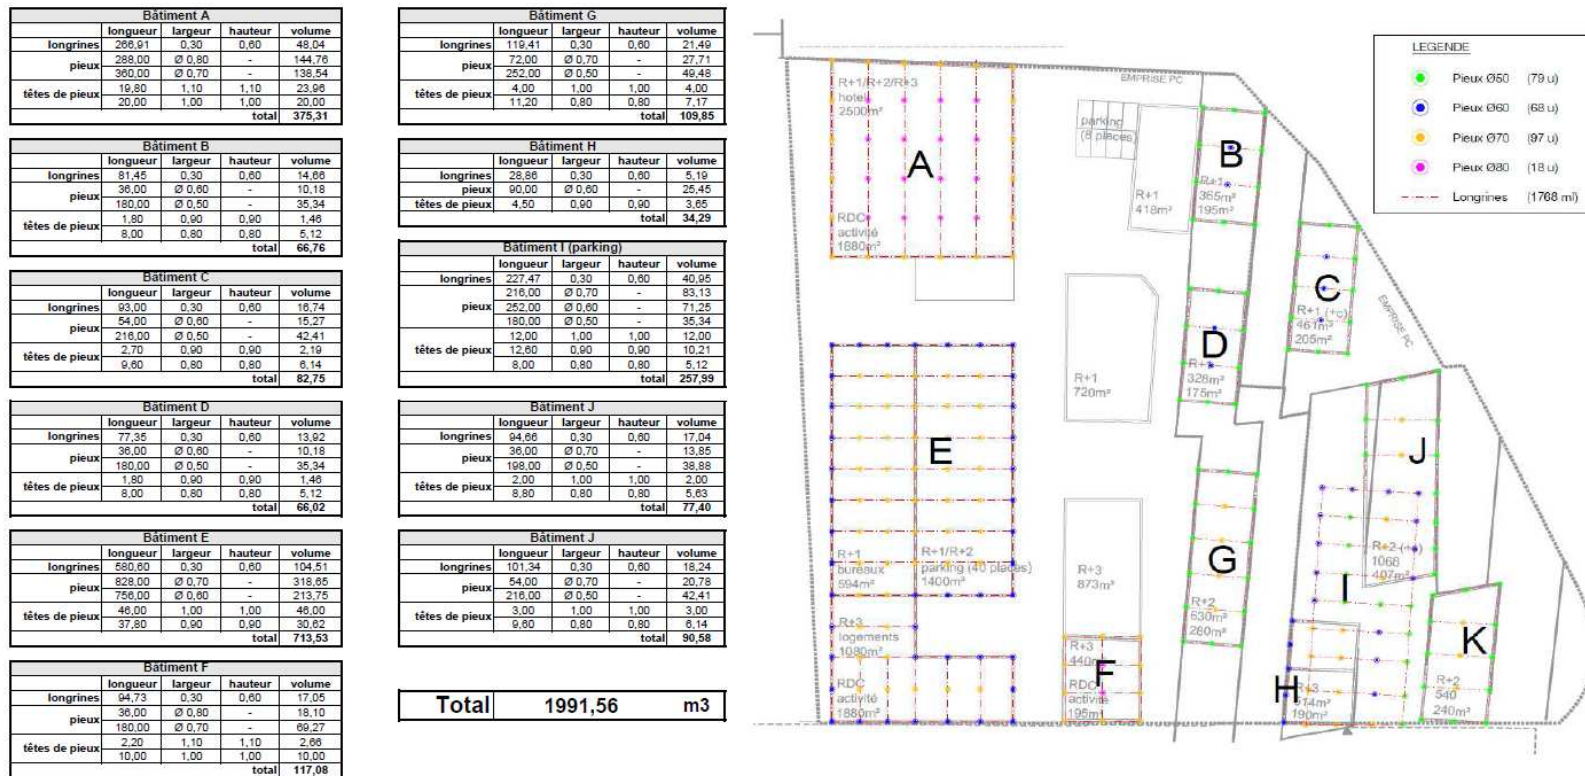 Bâtiment A
longueur largeur hauteur volume
longrines 266,91 0,30 0,60 48,04
pieux 288,00 Ø 0,80 - 144,76
360,00 Ø 0,70 - 138,54
têtes de pieux 19,80 1,10 1,10 23,96
20,00 1,00 1,00 20,00
total 375,31
Bâtiment B
longueur largeur hauteur volume
longrines 81,45 0,30 0,60 14,66
pieux 36,00 Ø 0,60 - 10,18
180,00 Ø 0,50 - 35,34
têtes de pieux 1,80 0,90 0,90 1,46
8,00 0,80 0,80 5,12
total 66,76
Bâtiment C
longueur largeur hauteur volume
longrines 93,00 0,30 0,60 16,74
pieux 54,00 Ø 0,60 - 15,27
216,00 Ø 0,50 - 42,41
têtes de pieux 2,70 0,90 0,90 2,19
9,60 0,80 0,80 6,14
total 82,75
Bâtiment D
longueur largeur hauteur volume
longrines 77,35 0,30 0,60 13,92
pieux 36,00 Ø 0,60 - 10,18
180,00 Ø 0,50 - 35,34
têtes de pieux 1,80 0,90 0,90 1,46
8,00 0,80 0,80 5,12
total 66,02
Bâtiment E
longueur largeur hauteur volume
longrines 580,60 0,30 0,60 104,51
pieux 828,00 Ø 0,70 - 318,65
756,00 Ø 0,60 - 213,75
têtes de pieux 46,00 1,00 1,00 46,00
37,80 0,90 0,90 30,62
total 713,53
Bâtiment F
longueur largeur hauteur volume
longrines 94,73 0,30 0,60 17,05
pieux 36,00 Ø 0,80 - 18,10
180,00 Ø 0,70 - 69,27
têtes de pieux 2,20 1,10 1,10 2,66
10,00 1,00 1,00 10,00
total 117,08
Bâtiment G
longueur largeur hauteur volume
longrines 119,41 0,30 0,60 21,49
pieux 72,00 Ø 0,70 - 27,71
252,00 Ø 0,50 - 49,48
têtes de pieux 4,00 1,00 1,00 4,00
11,20 0,80 0,80 7,17
total 109,85
Bâtiment H
longueur largeur hauteur volume
longrines 28,86 0,30 0,60 5,19
pieux 90,00 Ø 0,60 - 25,45
têtes de pieux 4,50 0,90 0,90 3,65
total 34,29
Bâtiment I (parking)
longueur largeur hauteur volume
longrines 227,47 0,30 0,60 40,95
pieux 216,00 Ø 0,70 - 83,13
252,00 Ø 0,60 - 71,25
180,00 Ø 0,50 - 35,34
têtes de pieux 12,00 1,00 1,00 12,00
12,60 0,90 0,90 10,21
8,00 0,80 0,80 5,12
total 257,99
Bâtiment J
longueur largeur hauteur volume
longrines 94,66 0,30 0,60 17,04
pieux 36,00 Ø 0,70 - 13,85
198,00 Ø 0,50 - 38,88
têtes de pieux 2,00 1,00 1,00 2,00
8,80 0,80 0,80 5,63
total 77,40
Bâtiment J
longueur largeur hauteur volume
longrines 101,34 0,30 0,60 18,24
pieux 54,00 Ø 0,70 - 20,78
216,00 Ø 0,50 - 42,41
têtes de pieux 3,00 1,00 1,00 3,00
9,60 0,80 0,80 6,14
total 90,58
Total 1991,56 m3
LEGENDE
Pieux Ø50 (79 u)
Pieux Ø60 (68 u)
Pieux Ø70 (97 u)
Pieux Ø80 (18 u)
Longrines (1768 ml)
EMPRISE PC
R+1/R+2/R+3
hotel
2500m²
A
RDC
activité
1880m²
parking
(8 places)
R+1
418m²
B
R+1
365m²
195m²
C
R+1 (+c)
461m²
205m²
EMPRISE PC
D
R+1
328m²
175m²
R+1
720m²
E
R+1
bureaux
594m²
R+1/R+2
parking (40 places)
1400m²
R+3
logements
1080m²
RDC
activité
1880m²
R+3
873m²
F
R+3
440m²
RDC
activité
195m²
G
R+2
630m²
280m²
J
1068
407m²
I
H
R+3
190m²
K
R+2
540
240m²